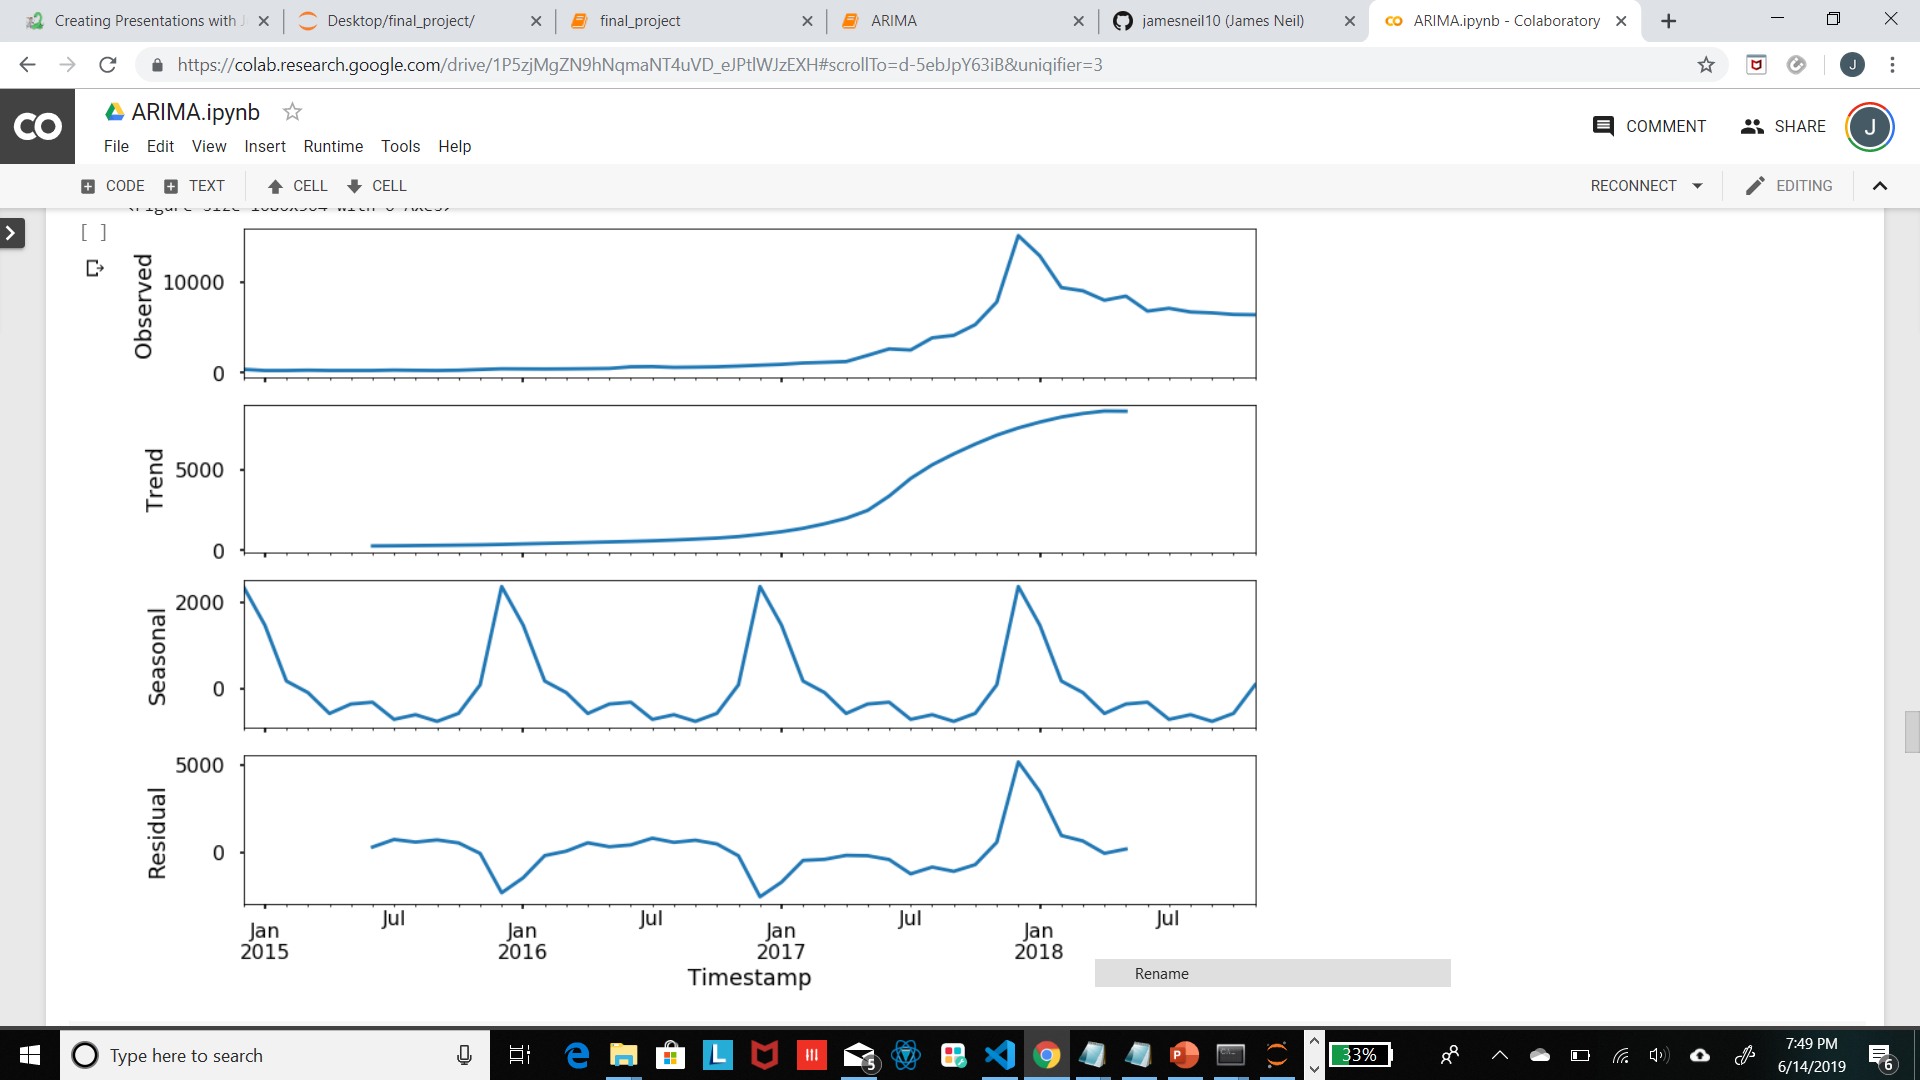 Creating Presentations with J
Desktop/final_project/
final_project
ARIMA
jamesneil10 (James Neil)
ARIMA.ipynb - Colaboratory
https://colab.research.google.com/drive/1P5zjMgZN9hNqmaNT4uVD_eJPtlWJzEXH#scrollTo=d-5ebJpY63iB&uniqifier=3
J
CO
ARIMA.ipynb
COMMENT
SHARE
J
File Edit View Insert Runtime Tools Help
CODE TEXT CELL CELL
RECONNECT
EDITING
[ ]
Observed
10000
0
Trend
5000
0
Seasonal
2000
0
Residual
5000
0
Jul Jul Jul Jul
Jan Jan Jan Jan
2015 2016 2017 2018
Timestamp
Rename
Type here to search
L
5
33%
7:49 PM
6/14/2019
6